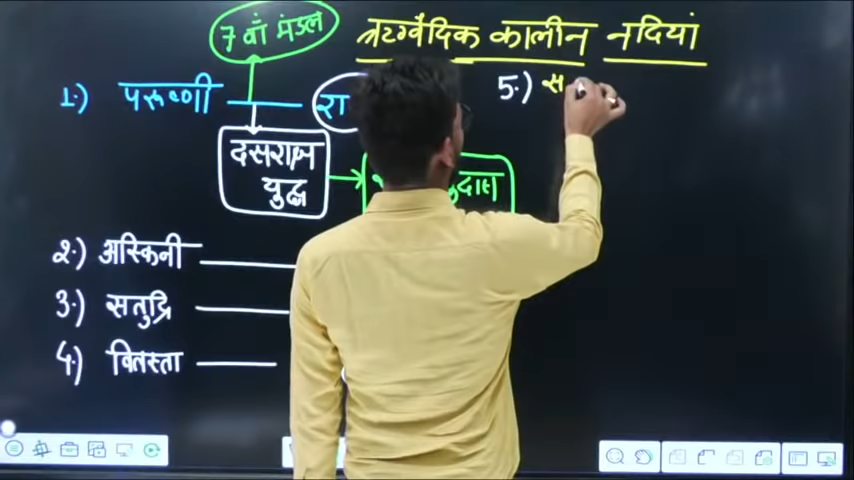 7 वाँ मंडल
ऋग्वैदिक कालीन नदियां
1.) परूष्णी
रा
दसराज्ञ
युद्ध
2.) अस्किनी
3.) सतुद्रि
4.) वितस्ता
5.) स